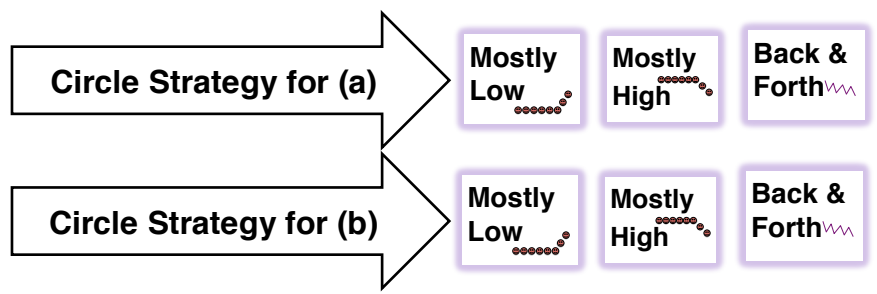 Circle Strategy for (a)
Mostly
Low
Mostly
High
Back &
Forth
Circle Strategy for (b)
Mostly
Low
Mostly
High
Back &
Forth